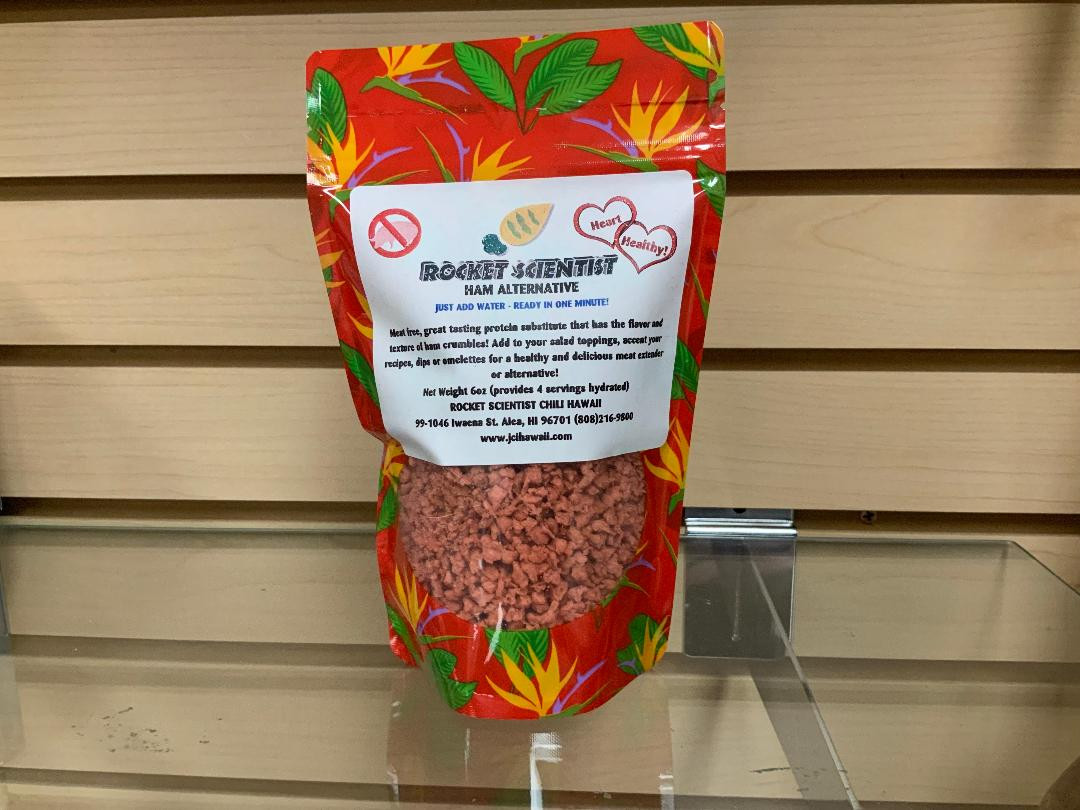 Heart
Healthy!
ROCKET SCIENTIST
HAM ALTERNATIVE
JUST ADD WATER - READY IN ONE MINUTE!
Meat free, great tasting protein substitute that has the flavor and
texture of ham crumbles! Add to your salad toppings, accent your
recipes, dips or omelettes for a healthy and delicious meat extender
or alternative!
Net Weight 6oz (provides 4 servings hydrated)
ROCKET SCIENTIST CHILI HAWAII
99-1046 Iwaena St. Aiea, HI 96701 (808)216-9800
www.jcihawaii.com